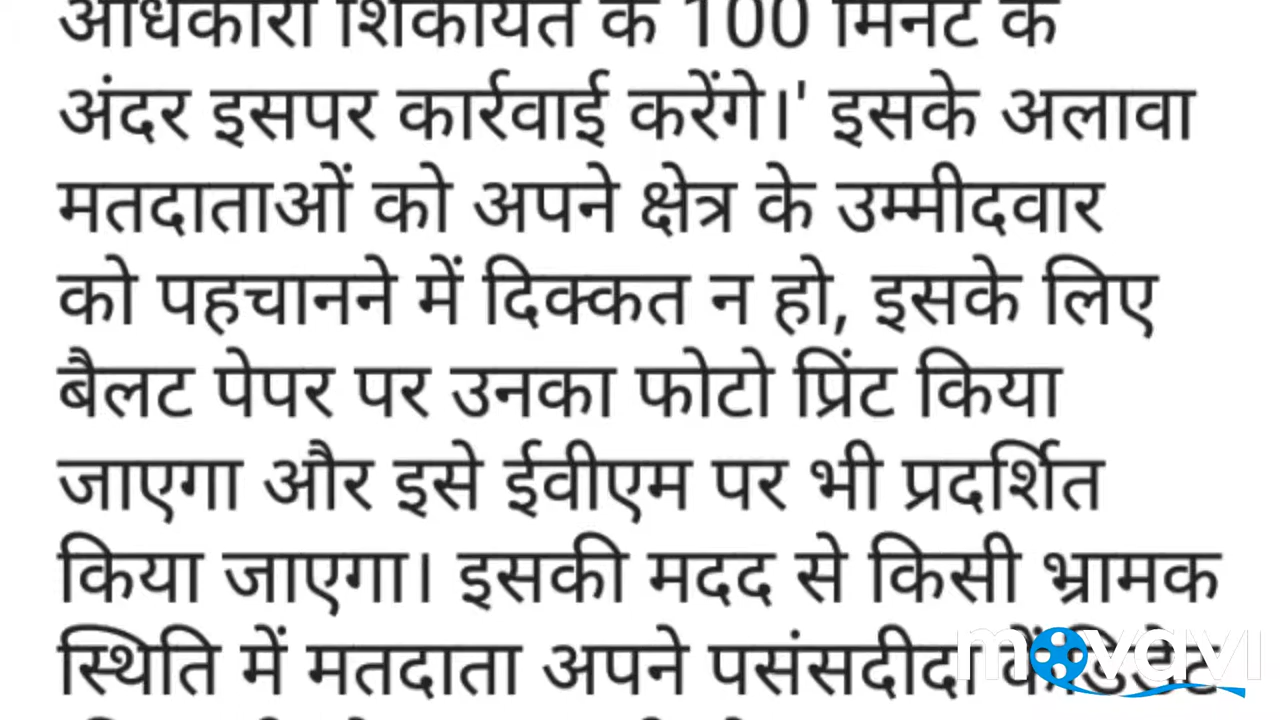 अधिकारी शिकायत के 100 मिनट के
अंदर इसपर कार्रवाई करेंगे।' इसके अलावा
मतदाताओं को अपने क्षेत्र के उम्मीदवार
को पहचानने में दिक्कत न हो, इसके लिए
बैलट पेपर पर उनका फोटो प्रिंट किया
जाएगा और इसे ईवीएम पर भी प्रदर्शित
किया जाएगा। इसकी मदद से किसी भ्रामक
स्थिति में मतदाता अपने पसंसदीदा कैंडिडेट
movavi